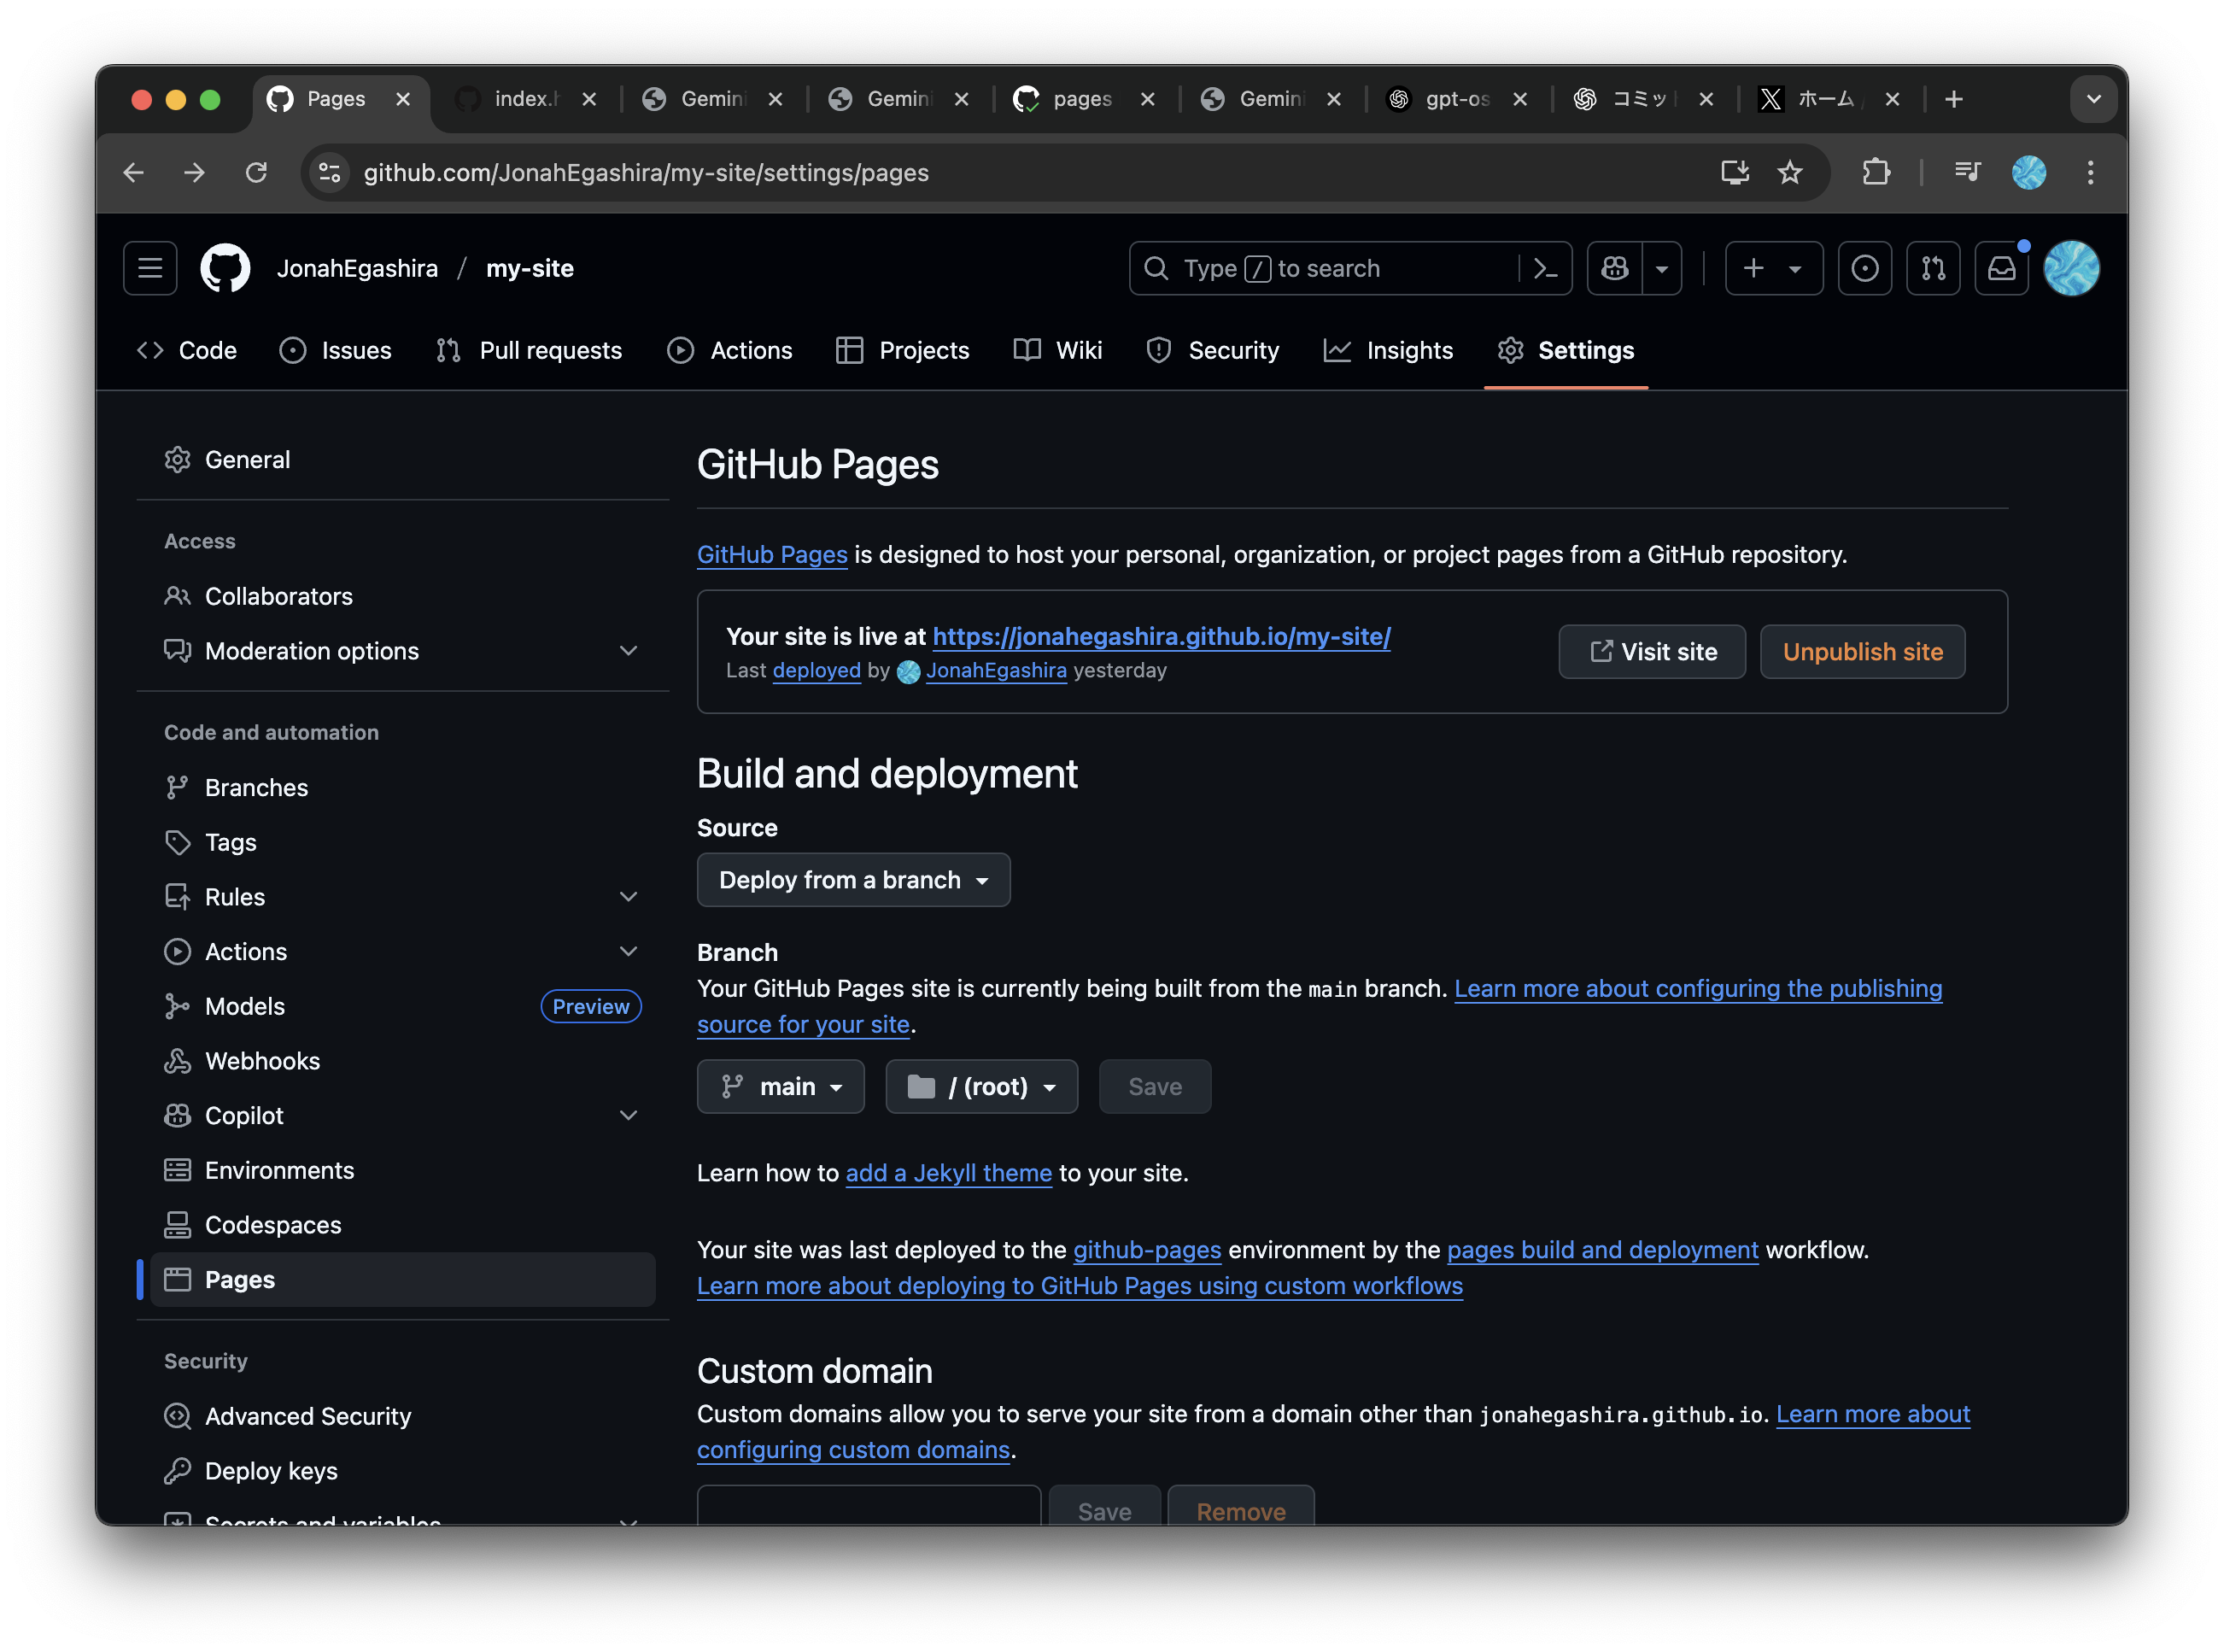 Pages
index.h
Gemini
Gemini
pages
Gemini
gpt-os
コミット
ホーム /
github.com/JonahEgashira/my-site/settings/pages
JonahEgashira / my-site
Type / to search
Code
Issues
Pull requests
Actions
Projects
Wiki
Security
Insights
Settings
General
Access
Collaborators
Moderation options
Code and automation
Branches
Tags
Rules
Actions
Models
Preview
Webhooks
Copilot
Environments
Codespaces
Pages
Security
Advanced Security
Deploy keys
Secrets and variables
GitHub Pages
GitHub Pages is designed to host your personal, organization, or project pages from a GitHub repository.
Your site is live at https://jonahegashira.github.io/my-site/
Last deployed by JonahEgashira yesterday
Visit site
Unpublish site
Build and deployment
Source
Deploy from a branch
Branch
Your GitHub Pages site is currently being built from the main branch. Learn more about configuring the publishing
source for your site.
main
/ (root)
Save
Learn how to add a Jekyll theme to your site.
Your site was last deployed to the github-pages environment by the pages build and deployment workflow.
Learn more about deploying to GitHub Pages using custom workflows
Custom domain
Custom domains allow you to serve your site from a domain other than jonahegashira.github.io. Learn more about
configuring custom domains.
Save
Remove